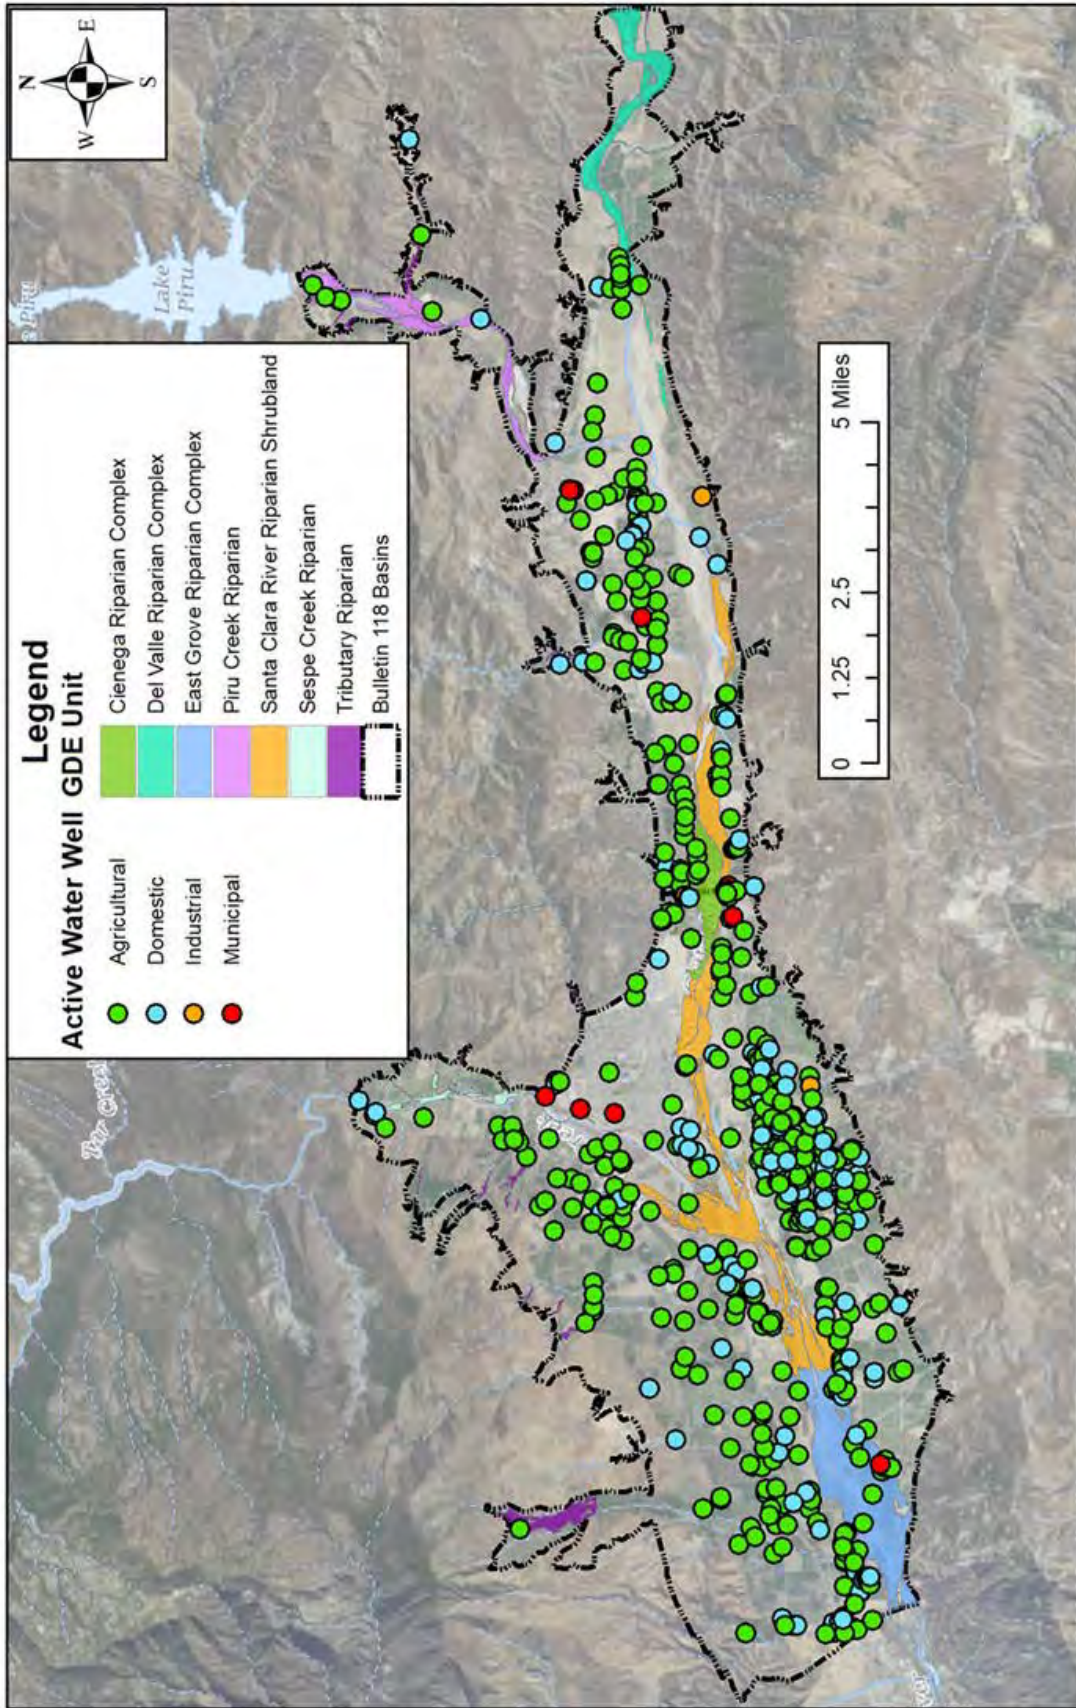 N
W
E
S
Piru
Lake
Piru
Legend
Active Water Well
GDE Unit
Agricultural
Domestic
Industrial
Municipal
Cienega Riparian Complex
Del Valle Riparian Complex
East Grove Riparian Complex
Piru Creek Riparian
Santa Clara River Riparian Shrubland
Sespe Creek Riparian
Tributary Riparian
Bulletin 118 Basins
0 1.25 2.5 5 Miles